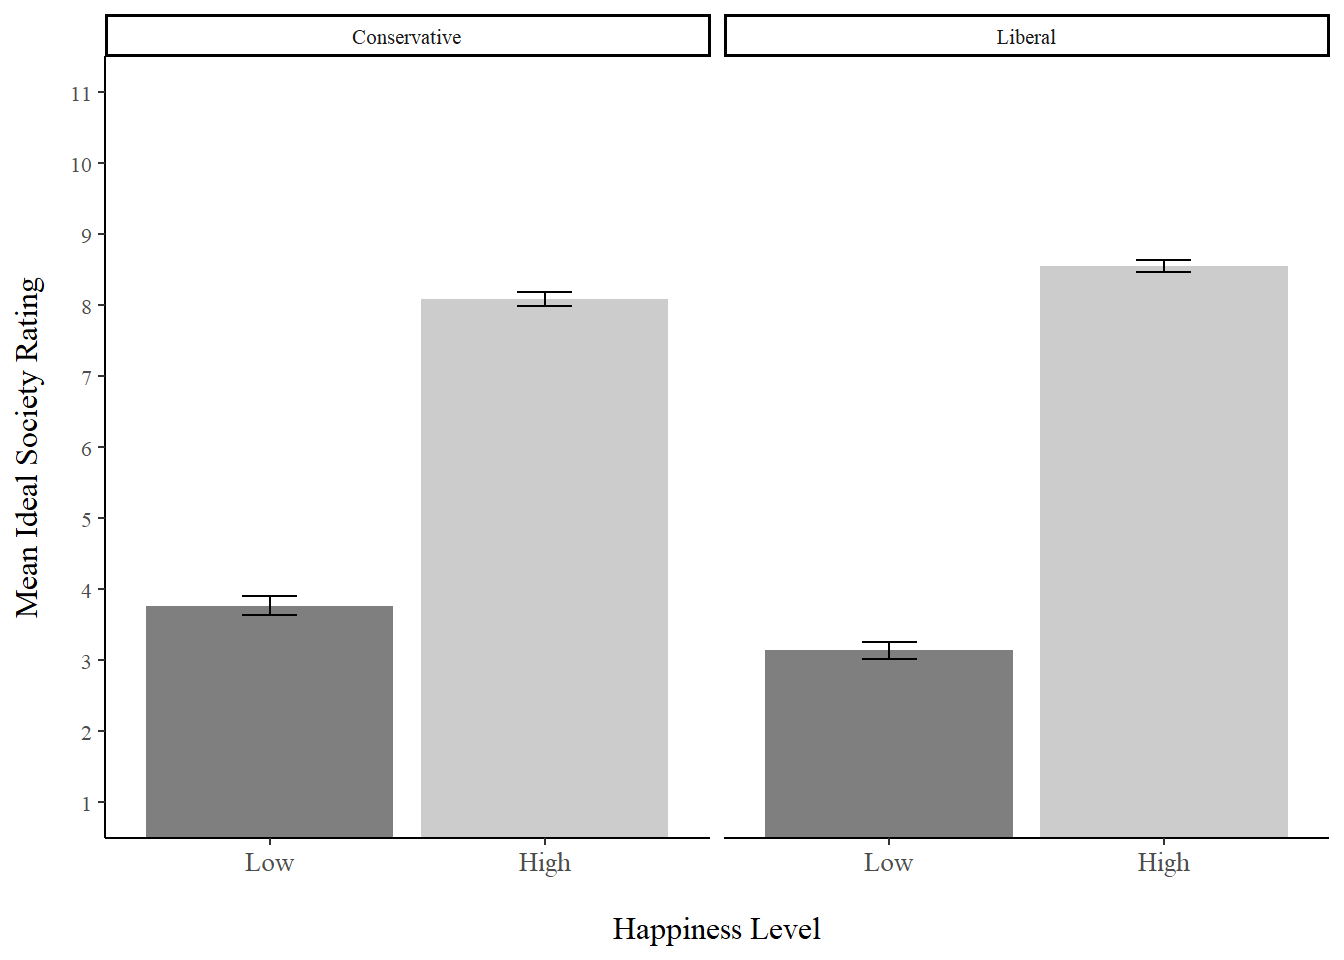 Conservative
Liberal
Mean Ideal Society Rating
11
10
9
8
7
6
5
4
3
2
1
Low
High
Low
High
Happiness Level